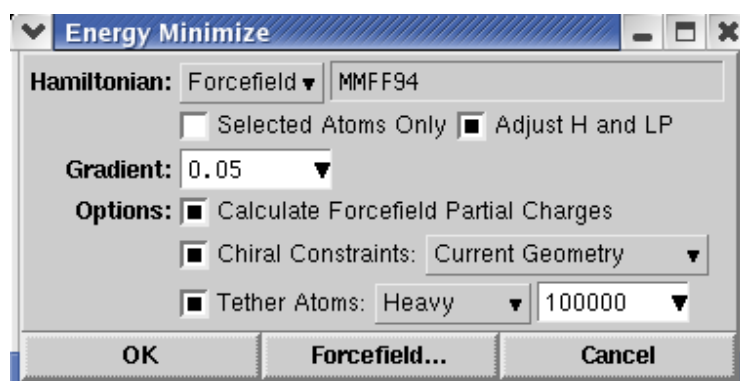 Energy Minimize
Hamiltonian: Forcefield MMFF94
Selected Atoms Only Adjust H and LP
Gradient: 0.05
Options: Calculate Forcefield Partial Charges
Chiral Constraints: Current Geometry
Tether Atoms: Heavy 100000
OK Forcefield... Cancel